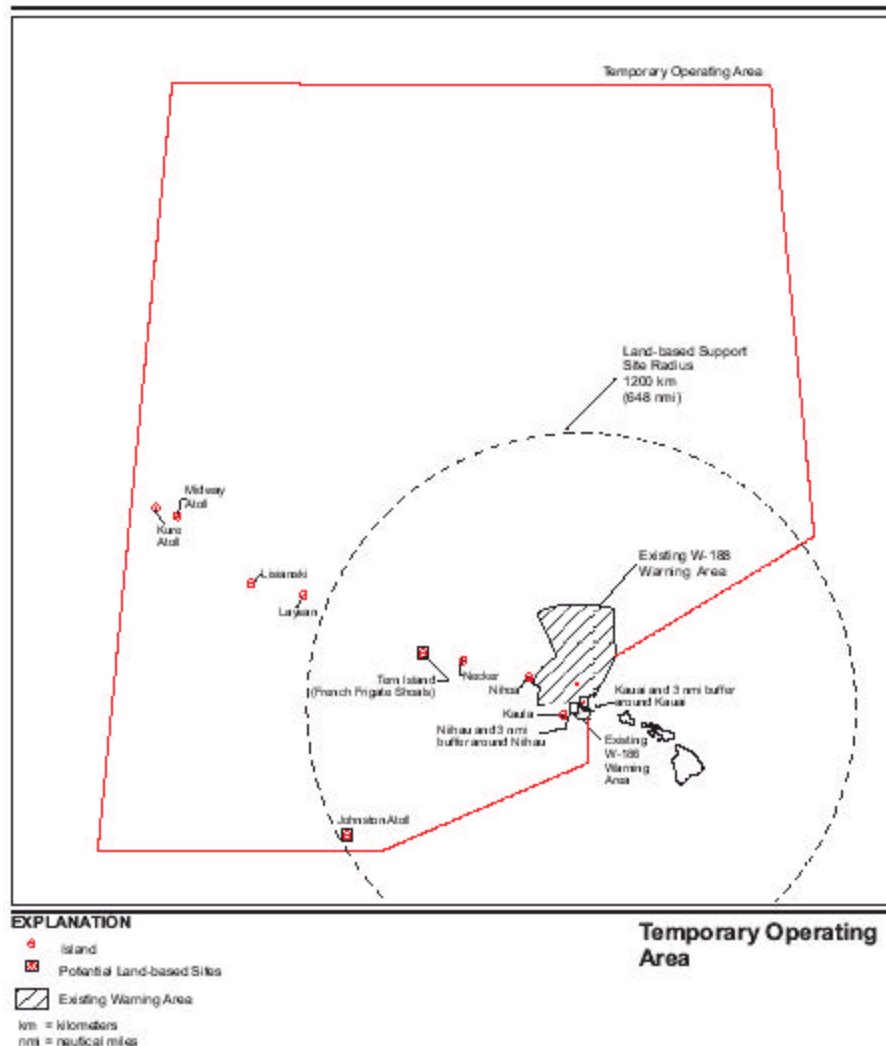 Temporary Operating Area
Land-based Support
Site Radius
1200 km
(648 nmi)
Midway
Atoll
Kure
Atoll
Lisianski
Laysan
Existing W-188
Warning Area
Tern Island
(French Frigate Shoals)
Necker
Nihoa
Kauai and 3 nmi buffer
around Kauai
Kaula
Niihau and 3 nmi
buffer around Niihau
Existing
W-186
Warning
Area
Johnston Atoll
EXPLANATION
Island
Potential Land-based Sites
Existing Warning Area
km = kilometers
nmi = nautical miles
Temporary Operating
Area